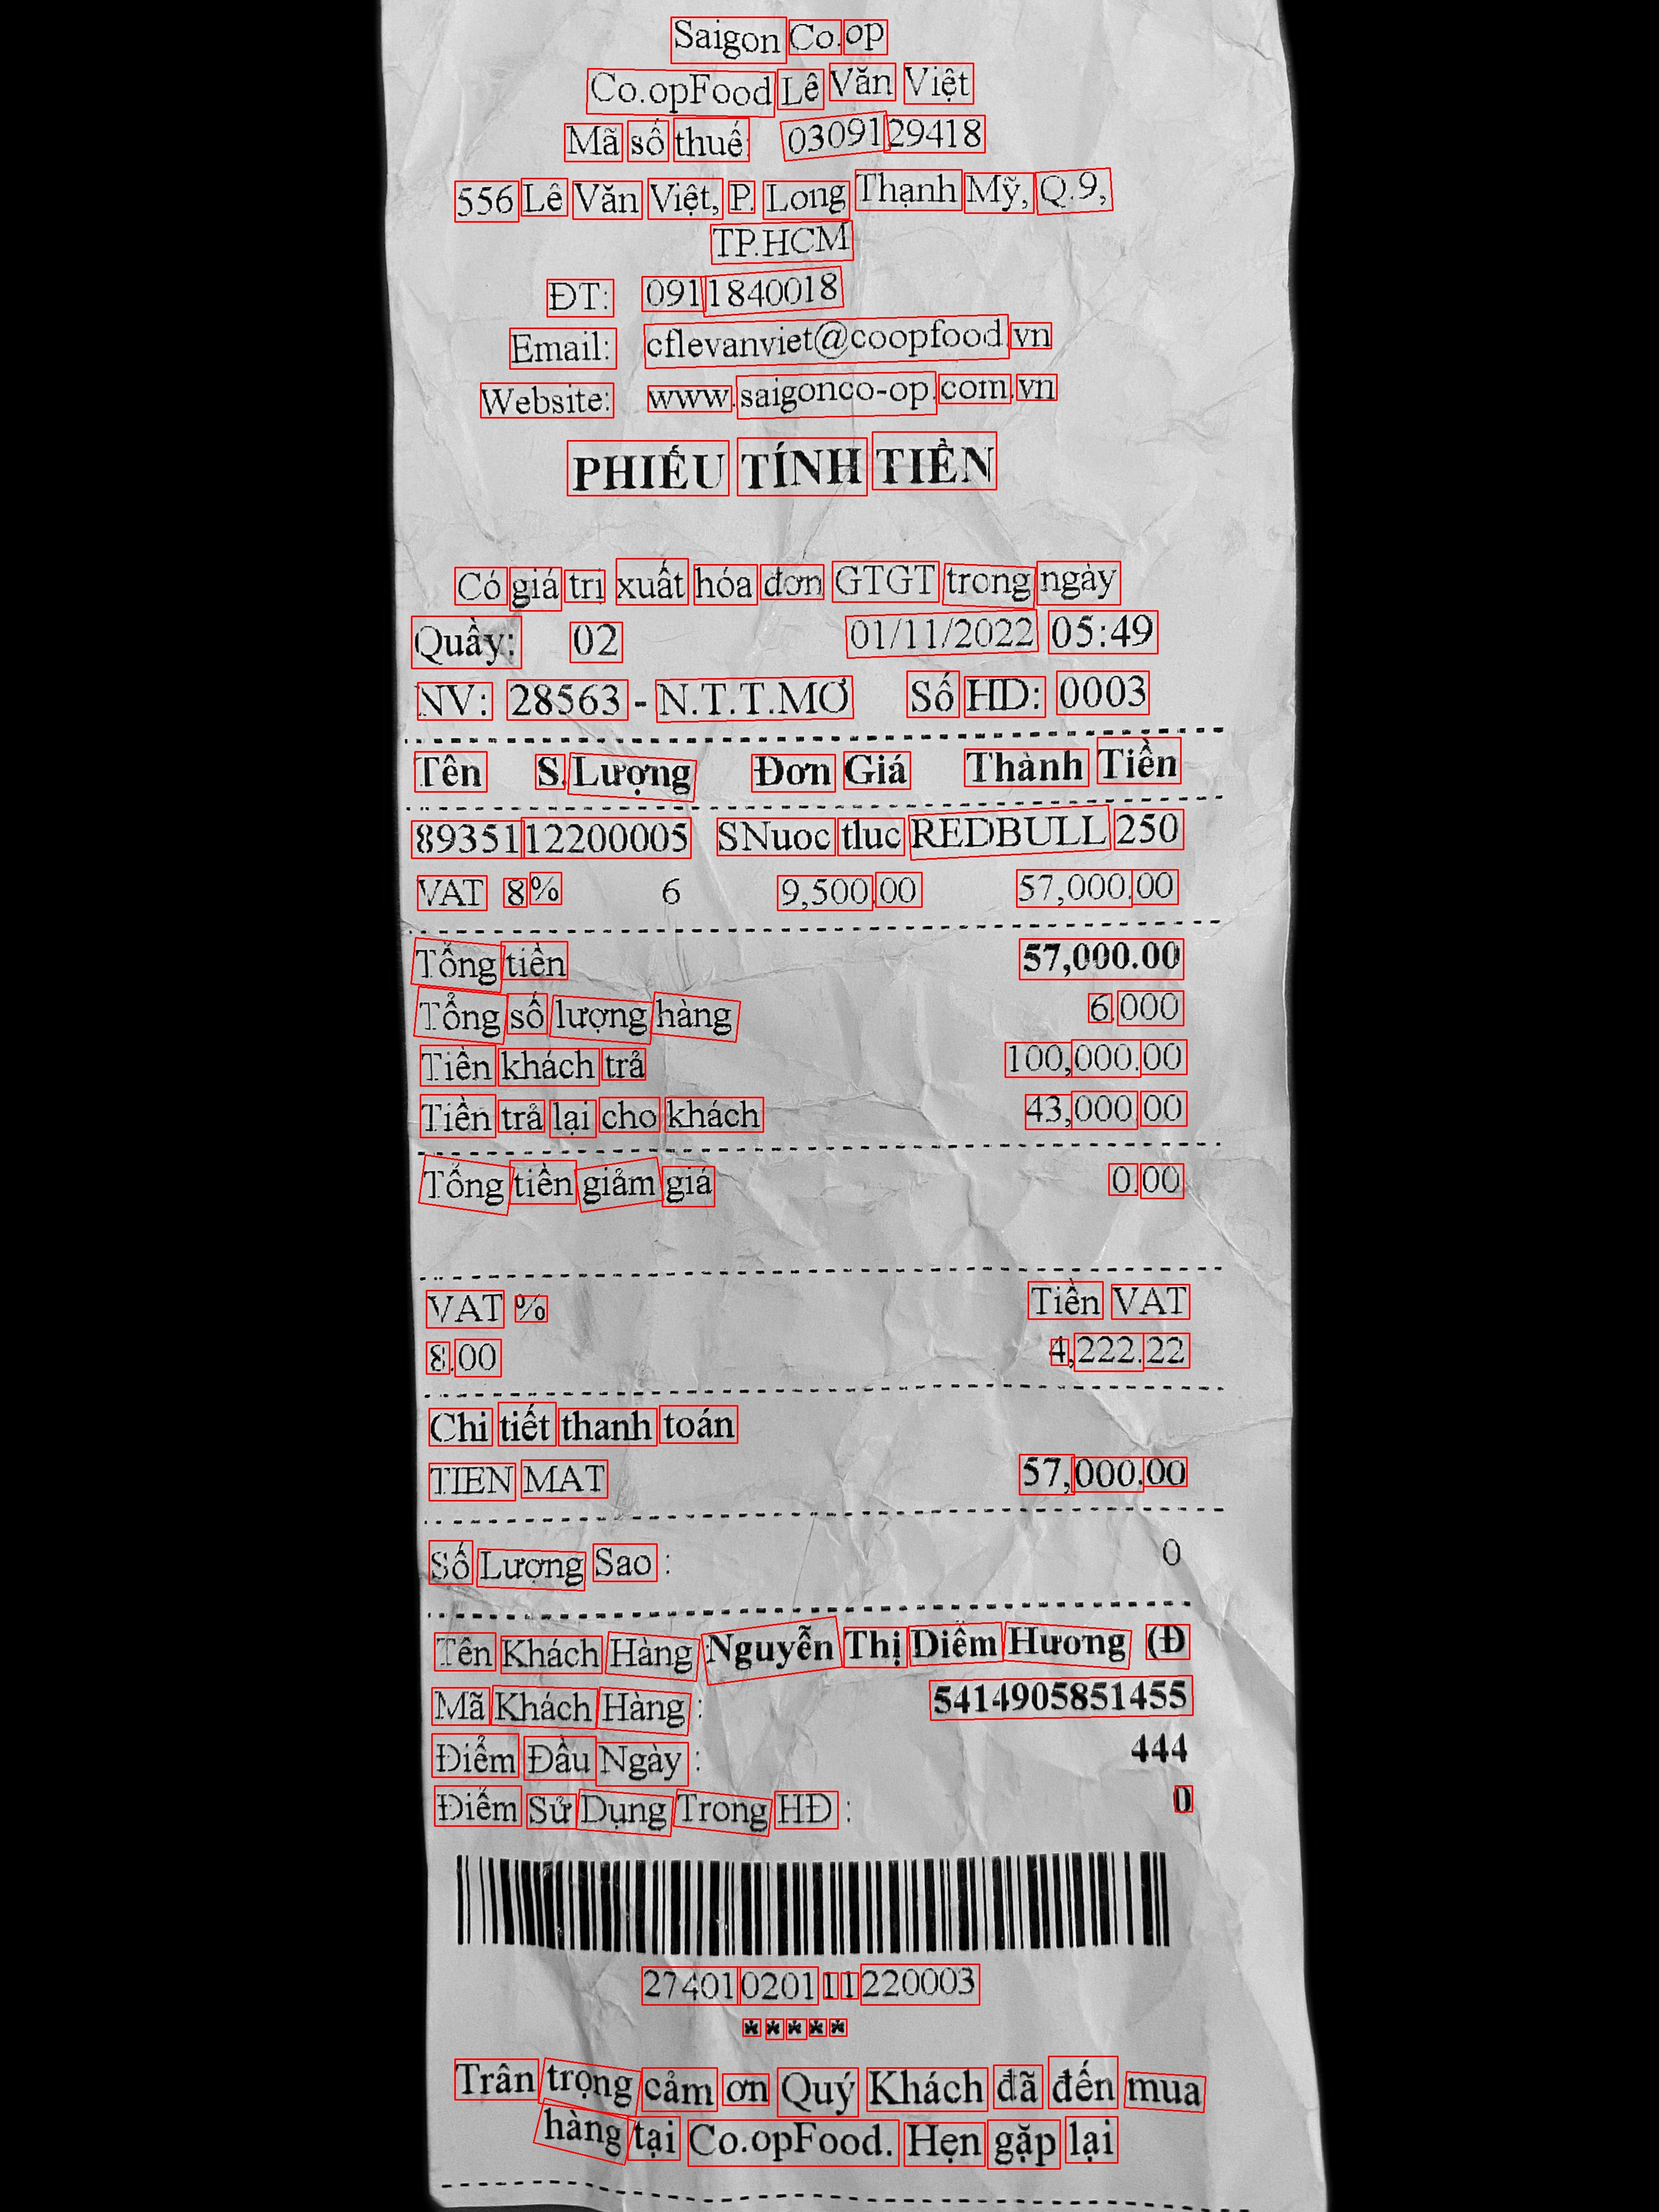 Saigon Co.op
Co.opFood Lê Văn Việt
Mã số thuế: 0309129418
556 Lê Văn Việt, P. Long Thạnh Mỹ, Q.9,
TP.HCM
ĐT: 0911840018
Email: cflevanviet@coopfood.vn
Website: www.saigonco-op.com.vn
PHIẾU TÍNH TIỀN
Có giá trị xuất hóa đơn GTGT trong ngày
Quầy: 02 01/11/2022 05:49
NV: 28563 - N.T.T.MƠ Số HD: 0003
Tên S.Lượng Đơn Giá Thành Tiền
8935112200005 SNuoc tluc REDBULL 250
VAT 8% 6 9,500.00 57,000.00
Tổng tiền 57,000.00
Tổng số lượng hàng 6.000
Tiền khách trả 100,000.00
Tiền trả lại cho khách 43,000.00
Tổng tiền giảm giá 0.00
VAT % Tiền VAT
8.00 4,222.22
Chi tiết thanh toán
TIEN MAT 57,000.00
Số Lượng Sao : 0
Tên Khách Hàng Nguyễn Thị Diễm Hương (Đ
Mã Khách Hàng : 5414905851455
Điểm Đầu Ngày : 444
Điểm Sử Dụng Trong HĐ : 0
27401020111220003
*****
Trân trọng cảm ơn Quý Khách đã đến mua
hàng tại Co.opFood. Hẹn gặp lại